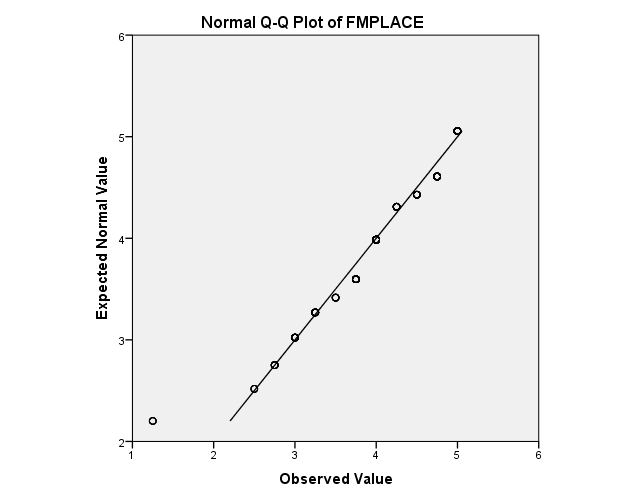 Normal Q-Q Plot of FMPLACE
6
5
4
3
2
Expected Normal Value
1 2 3 4 5 6
Observed Value